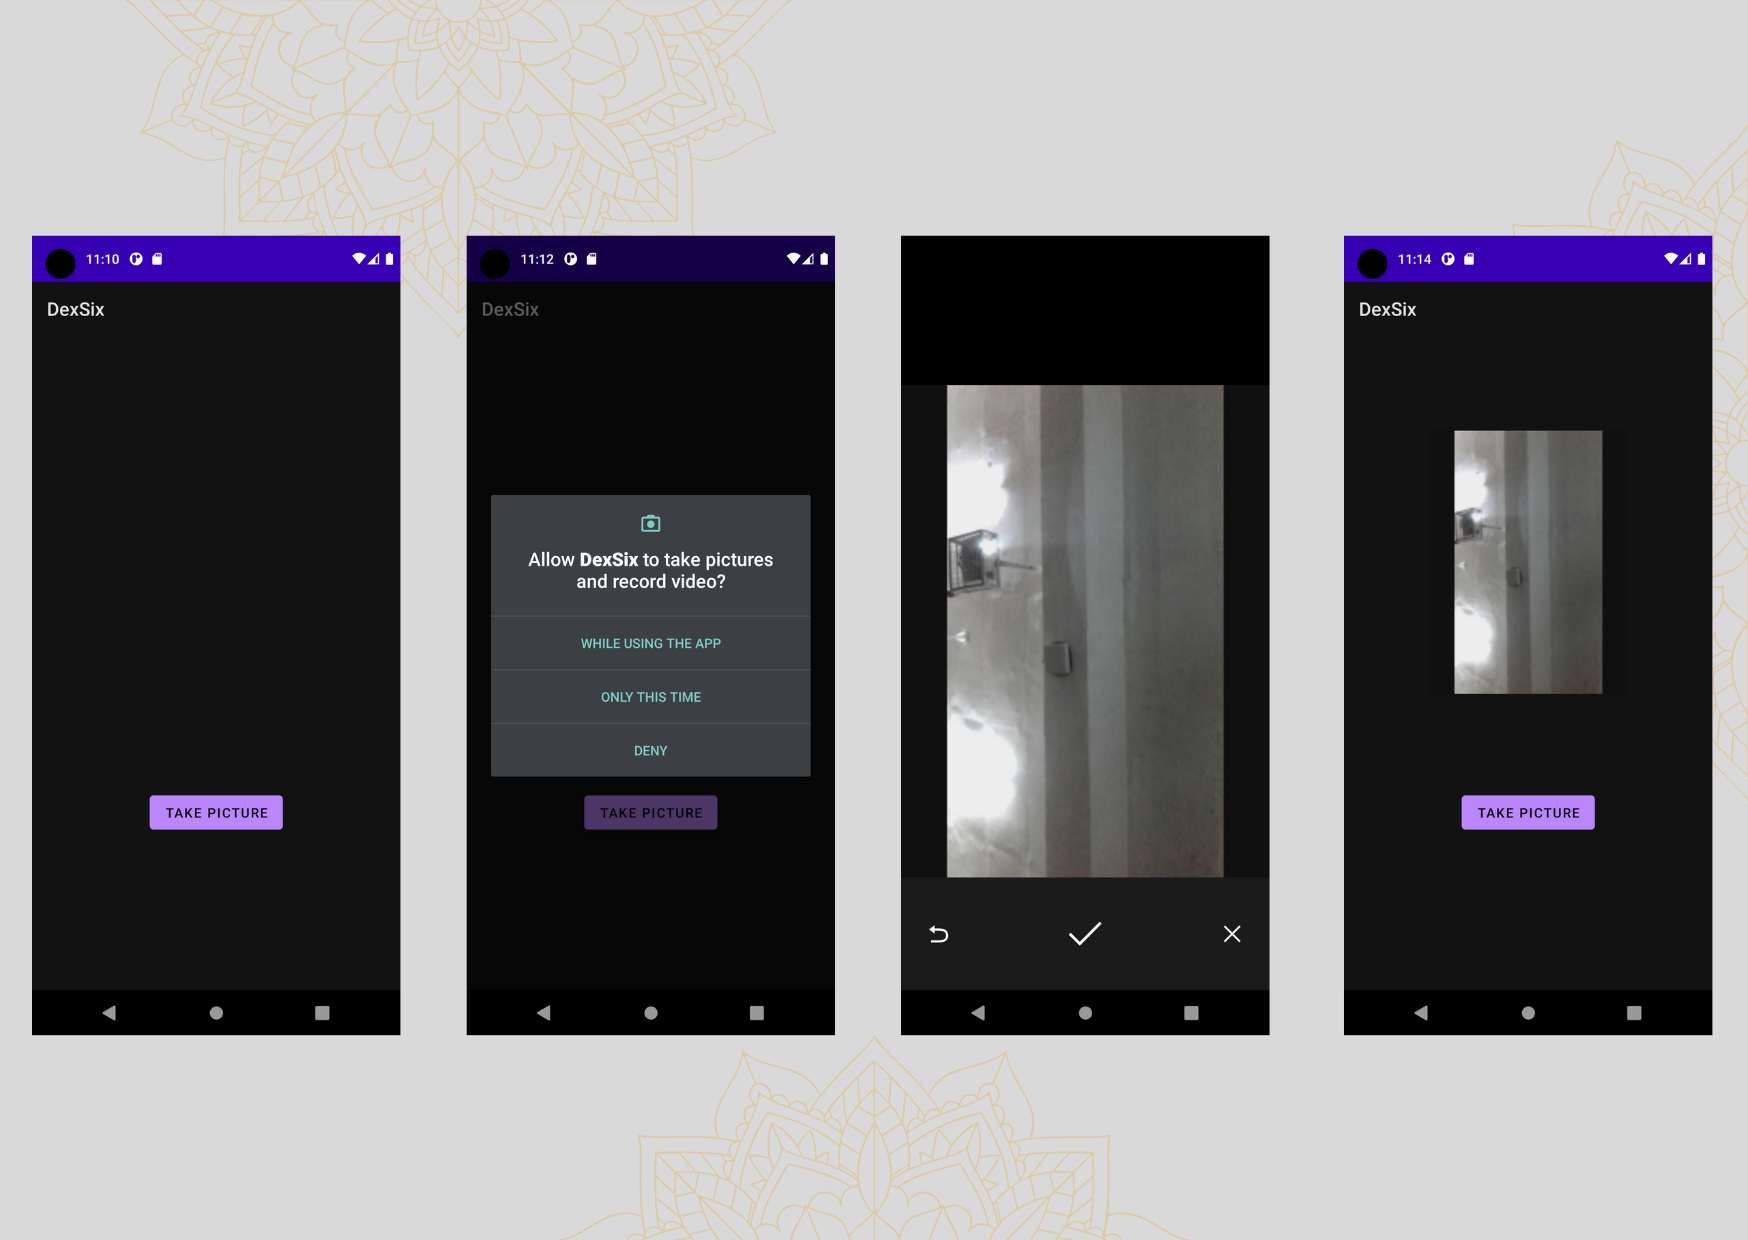 11:10
DexSix
TAKE PICTURE
11:12
DexSix
Allow DexSix to take pictures
and record video?
WHILE USING THE APP
ONLY THIS TIME
DENY
TAKE PICTURE
11:14
DexSix
TAKE PICTURE